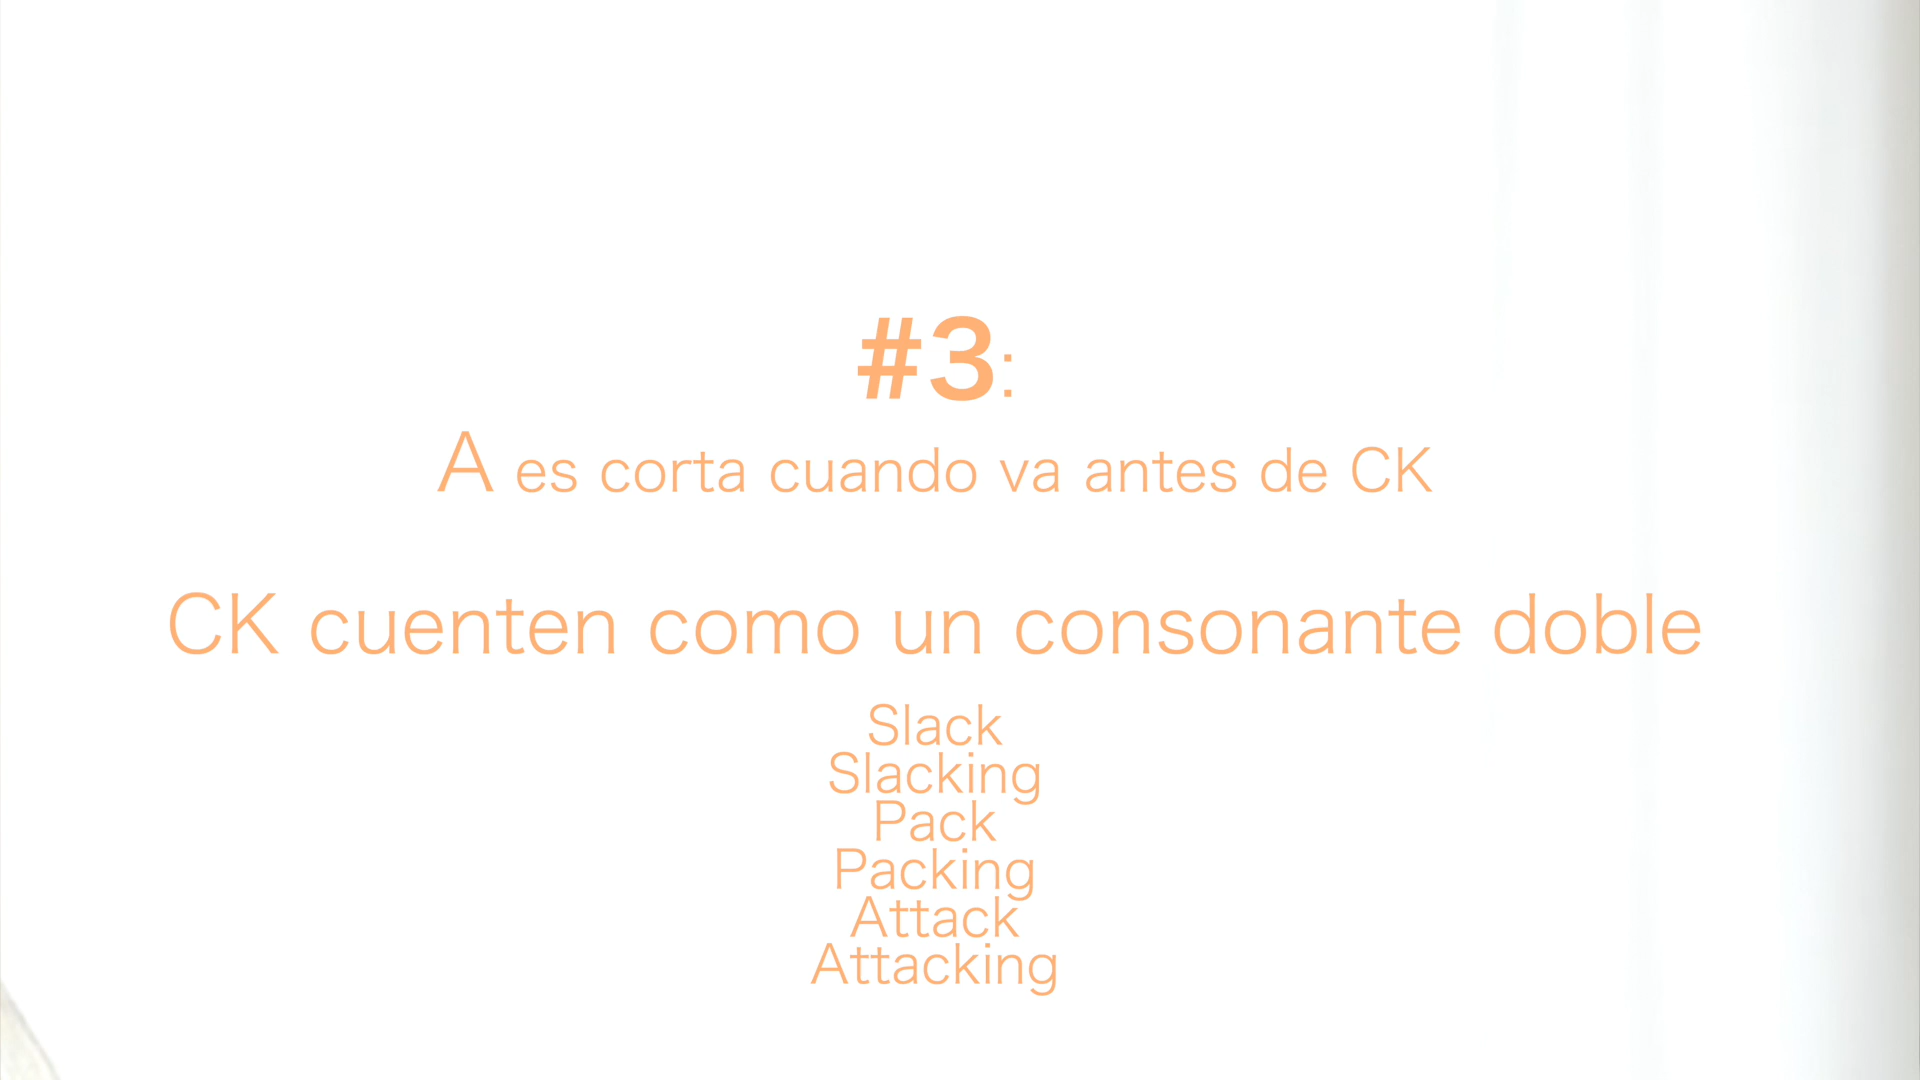 #3:
A es corta cuando va antes de CK
CK cuenten como un consonante doble
Slack
Slacking
Pack
Packing
Attack
Attacking